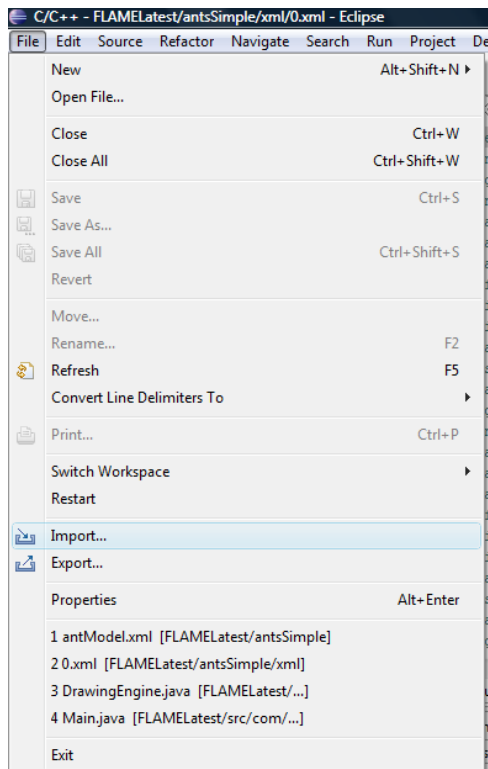 C/C++ - FLAMELatest/antsSimple/xml/0.xml - Eclipse
File Edit Source Refactor Navigate Search Run Project De
New Alt+Shift+N
Open File...
Close Ctrl+W
Close All Ctrl+Shift+W
Save Ctrl+S
Save As...
Save All Ctrl+Shift+S
Revert
Move...
Rename... F2
Refresh F5
Convert Line Delimiters To
Print... Ctrl+P
Switch Workspace
Restart
Import...
Export...
Properties Alt+Enter
1 antModel.xml [FLAMELatest/antsSimple]
2 0.xml [FLAMELatest/antsSimple/xml]
3 DrawingEngine.java [FLAMELatest/...]
4 Main.java [FLAMELatest/src/com/...]
Exit